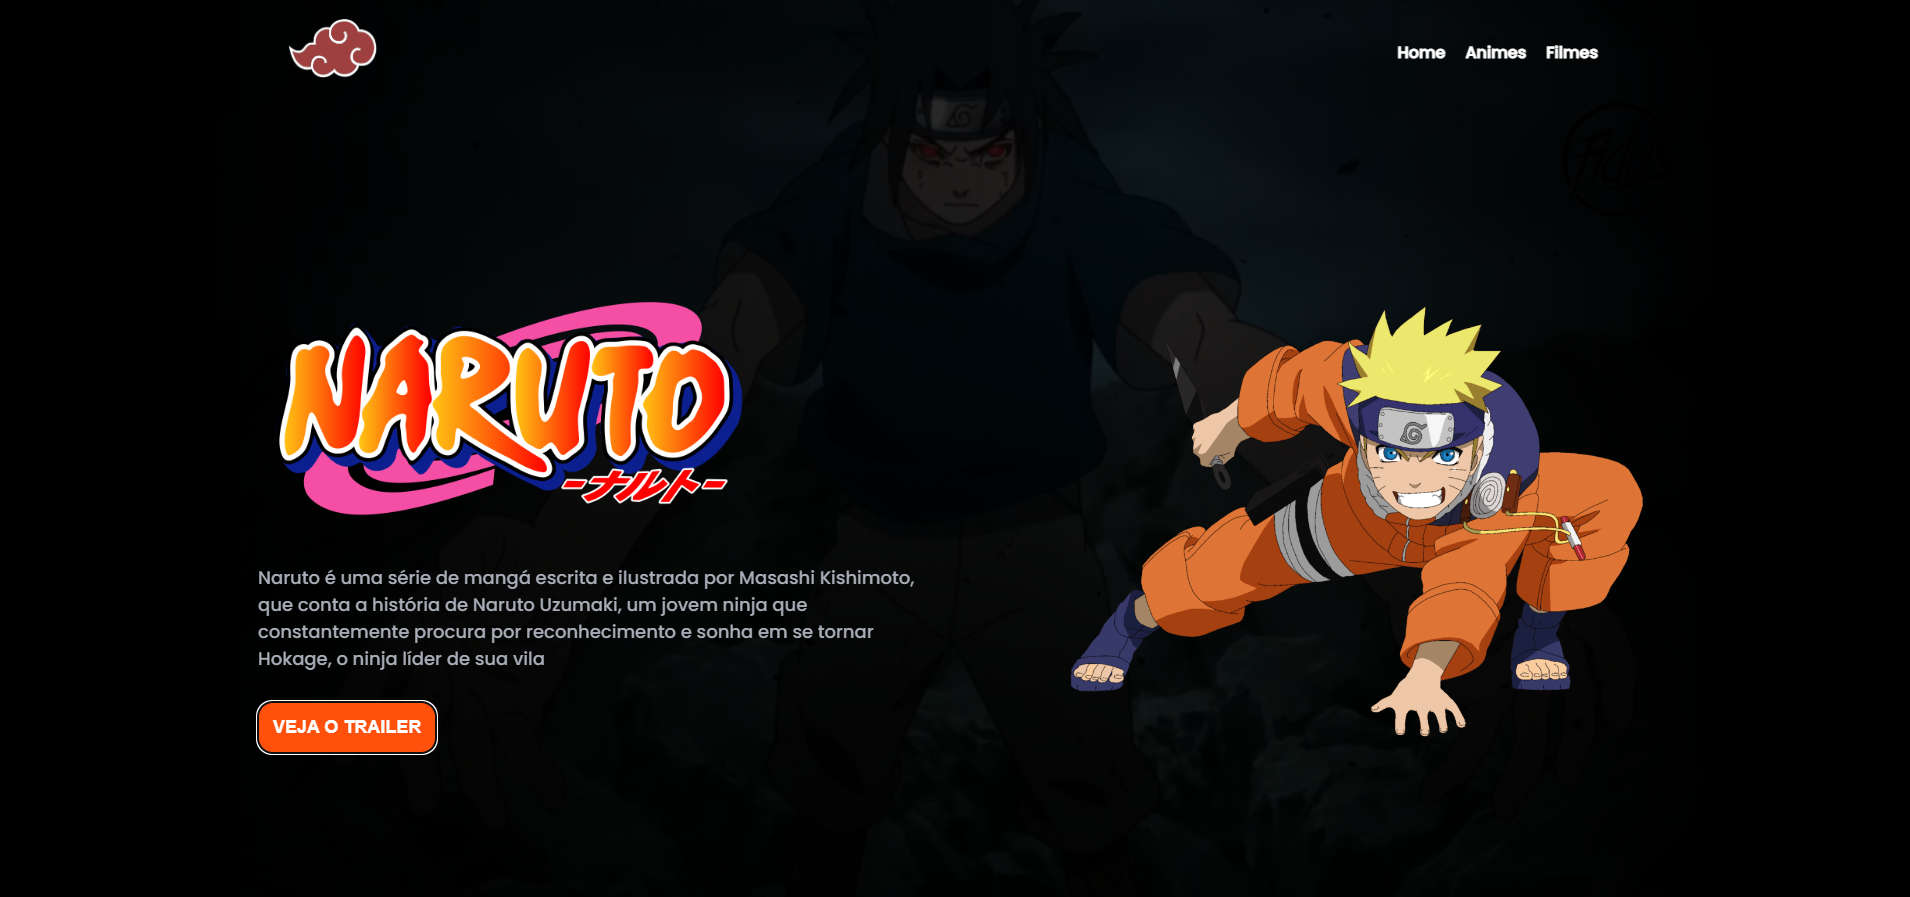 Home Animes Filmes
NARUTO
-ナルト-
Naruto é uma série de mangá escrita e ilustrada por Masashi Kishimoto,
que conta a história de Naruto Uzumaki, um jovem ninja que
constantemente procura por reconhecimento e sonha em se tornar
Hokage, o ninja líder de sua vila
VEJA O TRAILER